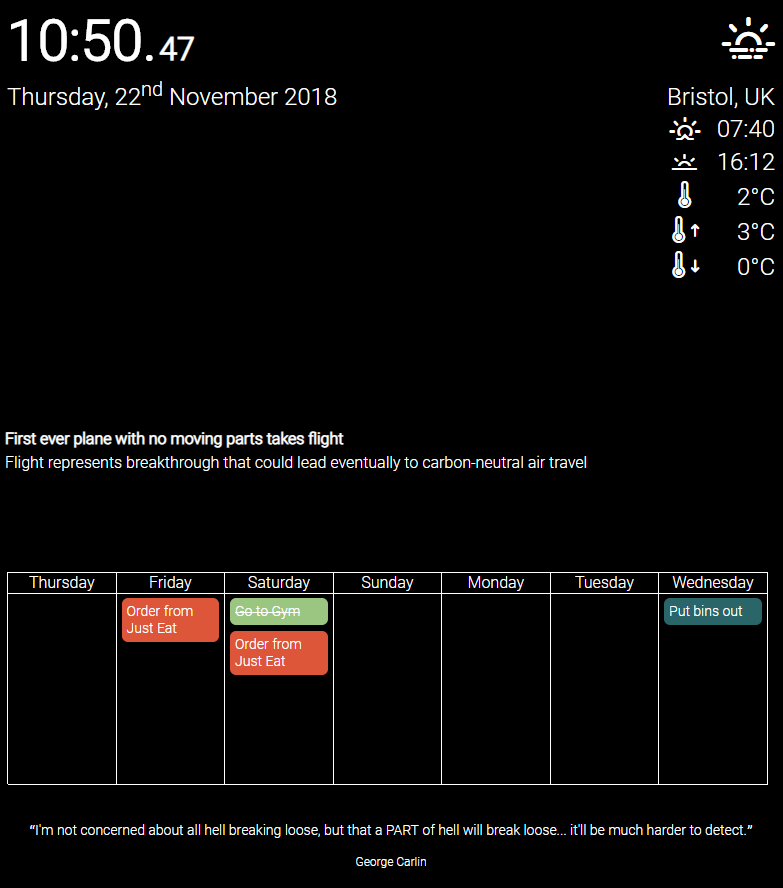 10:50.47
Thursday, 22nd November 2018
Bristol, UK
07:40
16:12
2°C
3°C
0°C
First ever plane with no moving parts takes flight
Flight represents breakthrough that could lead eventually to carbon-neutral air travel
Thursday Friday Saturday Sunday Monday Tuesday Wednesday
Order from
Just Eat
Go to Gym
Order from
Just Eat
Put bins out
“I'm not concerned about all hell breaking loose, but that a PART of hell will break loose... it'll be much harder to detect.”
George Carlin